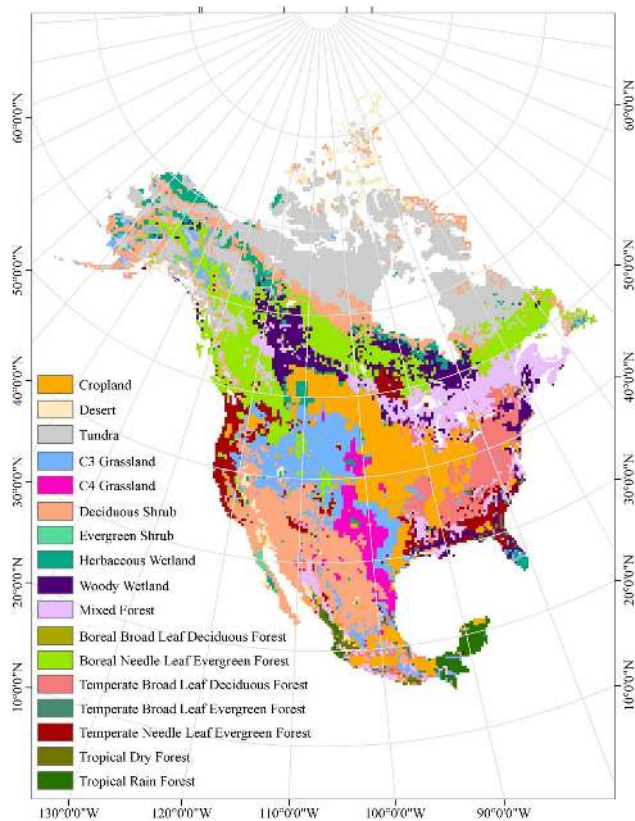 60°0'0"N
60°0'0"N
50°0'0"N
50°0'0"N
40°0'0"N
40°0'0"N
30°0'0"N
30°0'0"N
20°0'0"N
20°0'0"N
10°0'0"N
10°0'0"N
Cropland
Desert
Tundra
C3 Grassland
C4 Grassland
Deciduous Shrub
Evergreen Shrub
Herbaceous Wetland
Woody Wetland
Mixed Forest
Boreal Broad Leaf Deciduous Forest
Boreal Needle Leaf Evergreen Forest
Temperate Broad Leaf Deciduous Forest
Temperate Broad Leaf Evergreen Forest
Temperate Needle Leaf Evergreen Forest
Tropical Dry Forest
Tropical Rain Forest
130°0'0"W 120°0'0"W 110°0'0"W 100°0'0"W 90°0'0"W